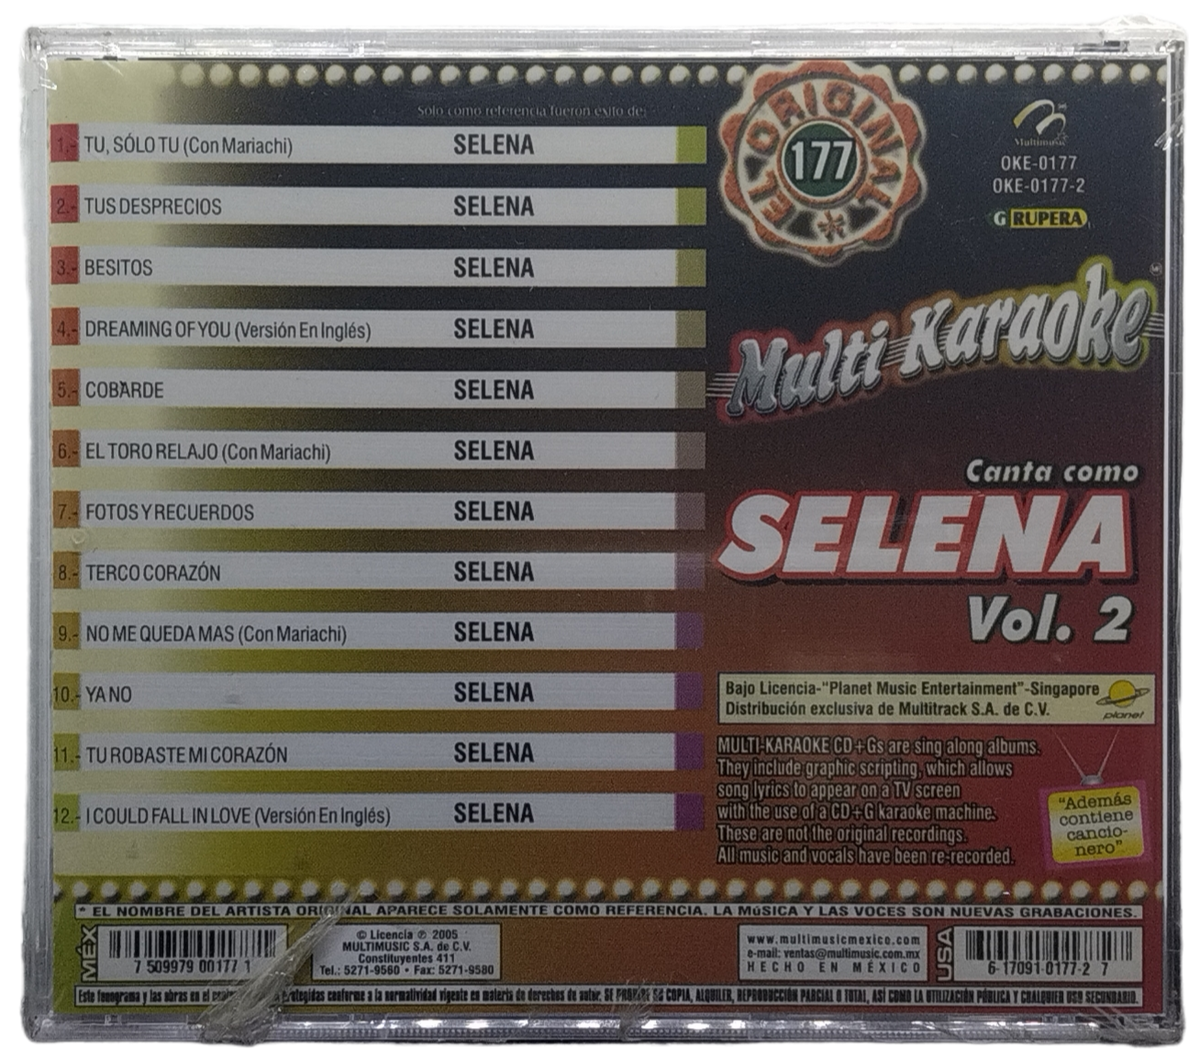 Sólo como referencia fueron éxito de:
1.- TU, SÓLO TU (Con Mariachi) SELENA
2.- TUS DESPRECIOS SELENA
3.- BESITOS SELENA
4.- DREAMING OF YOU (Versión En Inglés) SELENA
5.- COBARDE SELENA
6.- EL TORO RELAJO (Con Mariachi) SELENA
7.- FOTOS Y RECUERDOS SELENA
8.- TERCO CORAZÓN SELENA
9.- NO ME QUEDA MAS (Con Mariachi) SELENA
10.- YA NO SELENA
11.- TU ROBASTE MI CORAZÓN SELENA
12.- I COULD FALL IN LOVE (Versión En Inglés) SELENA
EL ORIGINAL
177
Multimusic
OKE-0177
OKE-0177-2
GRUPERA
Multi Karaoke
Canta como
SELENA
Vol. 2
Bajo Licencia-"Planet Music Entertainment"-Singapore
Distribución exclusiva de Multitrack S.A. de C.V.
planet
MULTI-KARAOKE CD+Gs are sing along albums.
They include graphic scripting, which allows
song lyrics to appear on a TV screen
with the use of a CD+G karaoke machine.
These are not the original recordings.
All music and vocals have been re-recorded.
"Además
contiene
cancio-
nero"
* EL NOMBRE DEL ARTISTA ORIGINAL APARECE SOLAMENTE COMO REFERENCIA. LA MúSICA Y LAS VOCES SON NUEVAS GRABACIONES.
MÉX
7 509979 00177 1
© Licencia ℗ 2005
MULTIMUSIC S.A. de C.V.
Constituyentes 411
Tel.: 5271-9560 • Fax: 5271-9580
www.multimusicmexico.com
e-mail: ventas@multimusic.com.mx
HECHO EN MÉXICO
USA
6 17091-0177-2 7
Este fonograma y las obras en el protegidas conforme a la normatividad vigente en materia de derechos de autor. SE PROHIBE SU COPIA, ALQUILER, REPRODUCCIÓN PARCIAL O TOTAL, ASÍ COMO LA UTILIZACIÓN PÚBLICA Y CUALQUIER USO SECUNDARIO.